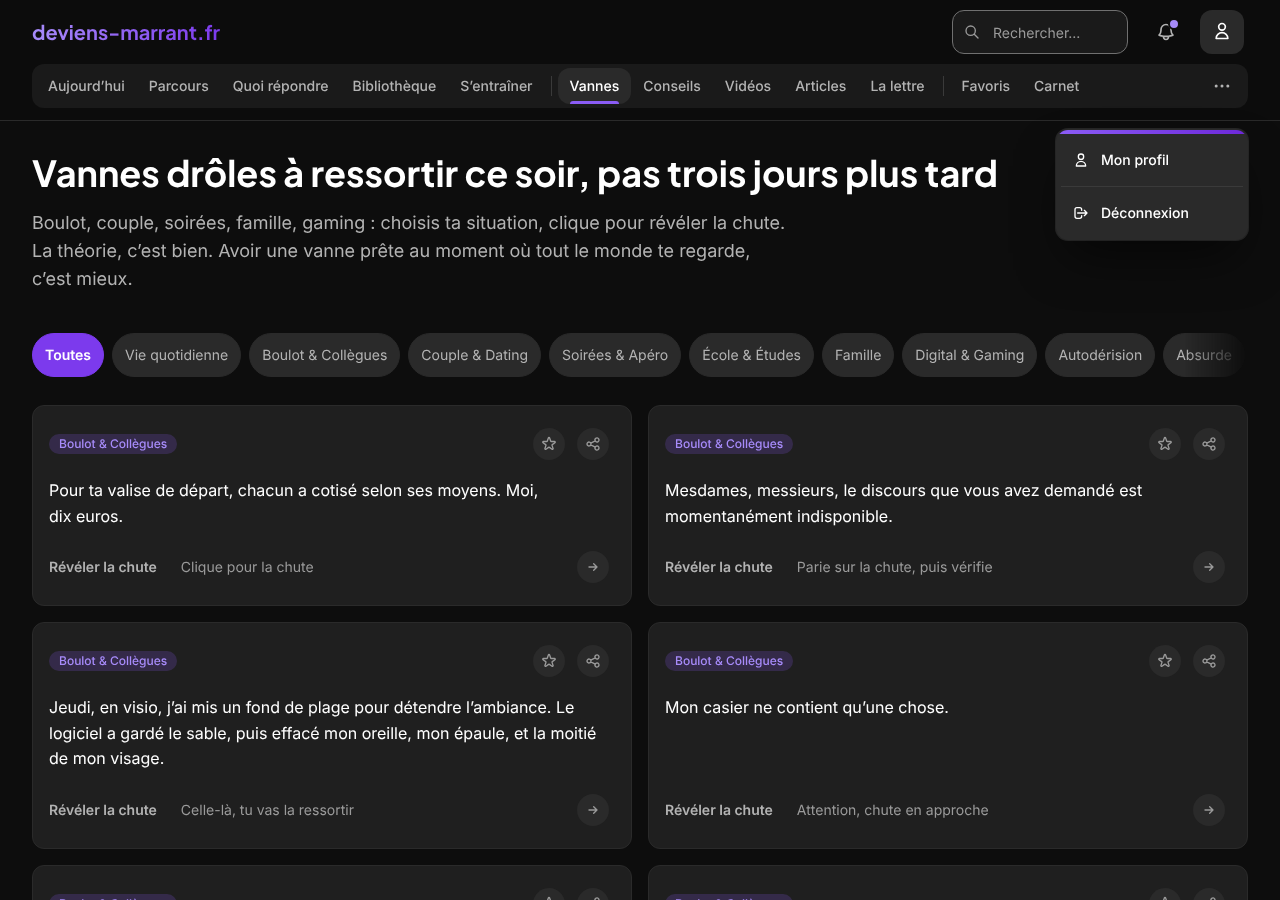 deviens-marrant.fr
Rechercher...
Aujourd’hui
Parcours
Quoi répondre
Bibliothèque
S’entraîner
Vannes
Conseils
Vidéos
Articles
La lettre
Favoris
Carnet
Mon profil
Déconnexion
Vannes drôles à ressortir ce soir, pas trois jours plus tard
Boulot, couple, soirées, famille, gaming : choisis ta situation, clique pour révéler la chute.
La théorie, c’est bien. Avoir une vanne prête au moment où tout le monde te regarde,
c’est mieux.
Toutes
Vie quotidienne
Boulot & Collègues
Couple & Dating
Soirées & Apéro
École & Études
Famille
Digital & Gaming
Autodérision
Absurde
Boulot & Collègues
Pour ta valise de départ, chacun a cotisé selon ses moyens. Moi,
dix euros.
Révéler la chute
Clique pour la chute
Boulot & Collègues
Mesdames, messieurs, le discours que vous avez demandé est
momentanément indisponible.
Révéler la chute
Parie sur la chute, puis vérifie
Boulot & Collègues
Jeudi, en visio, j’ai mis un fond de plage pour détendre l’ambiance. Le
logiciel a gardé le sable, puis effacé mon oreille, mon épaule, et la moitié
de mon visage.
Révéler la chute
Celle-là, tu vas la ressortir
Boulot & Collègues
Mon casier ne contient qu’une chose.
Révéler la chute
Attention, chute en approche